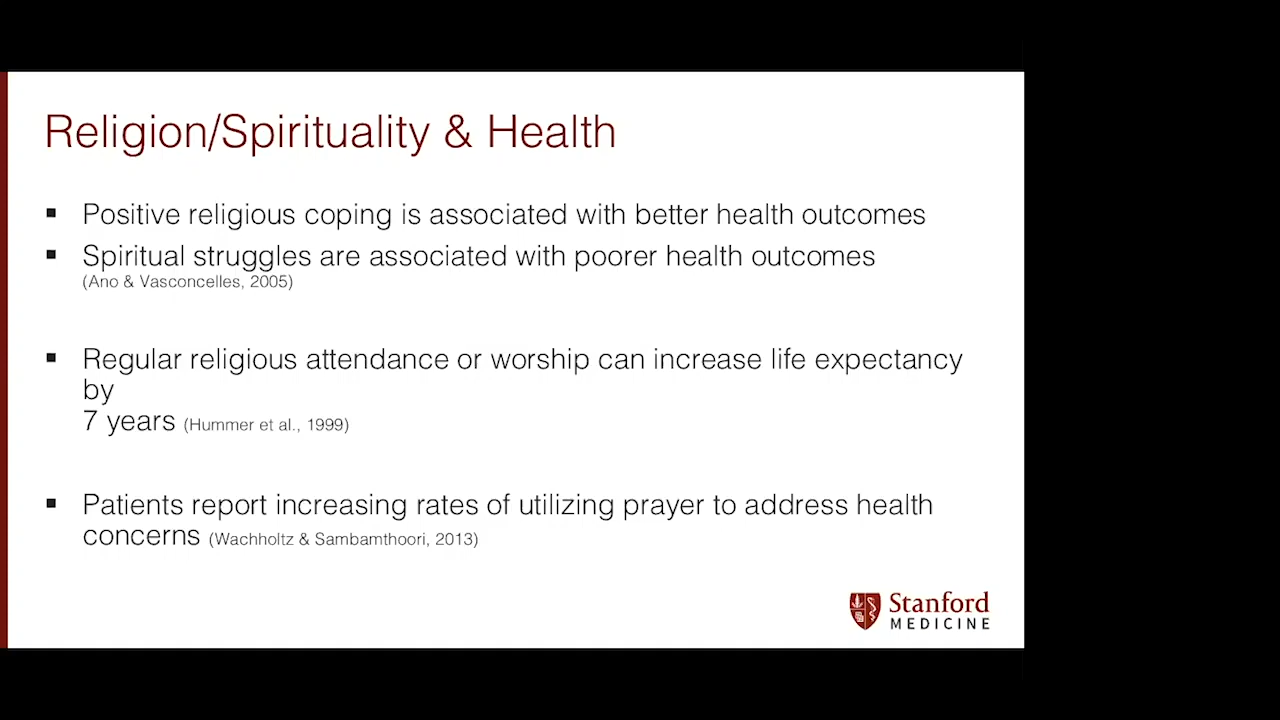 Religion/Spirituality & Health
▪ Positive religious coping is associated with better health outcomes
▪ Spiritual struggles are associated with poorer health outcomes
(Ano & Vasconcelles, 2005)
▪ Regular religious attendance or worship can increase life expectancy
by
7 years (Hummer et al., 1999)
▪ Patients report increasing rates of utilizing prayer to address health
concerns (Wachholtz & Sambamthoori, 2013)
Stanford
MEDICINE